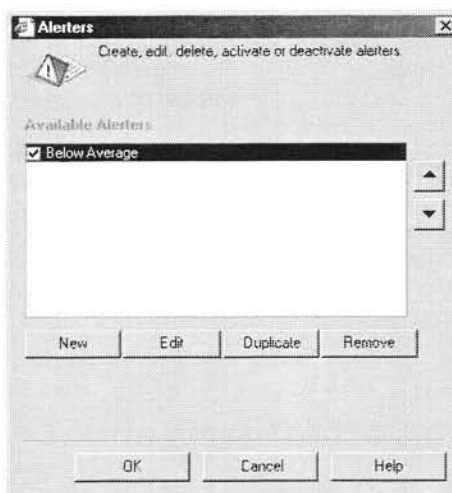 Alerters
Create, edit, delete, activate or deactivate alerters.
Available Alerters
Below Average
New Edit Duplicate Remove
OK Cancel Help